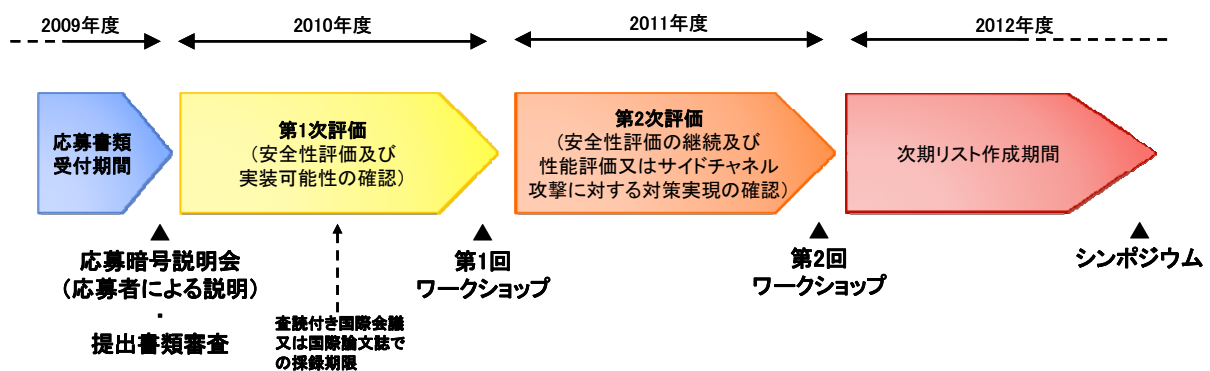 2009年度
2010年度
2011年度
2012年度
応募書類
受付期間
第1次評価
(安全性評価及び
実装可能性の確認)
第2次評価
(安全性評価の継続及び
性能評価又はサイドチャネル
攻撃に対する対策実現の確認)
次期リスト作成期間
▲
応募暗号説明会
(応募者による説明)
・
提出書類審査
査読付き国際会議
又は国際論文誌で
の採録期限
▲
第1回
ワークショップ
▲
第2回
ワークショップ
▲
シンポジウム